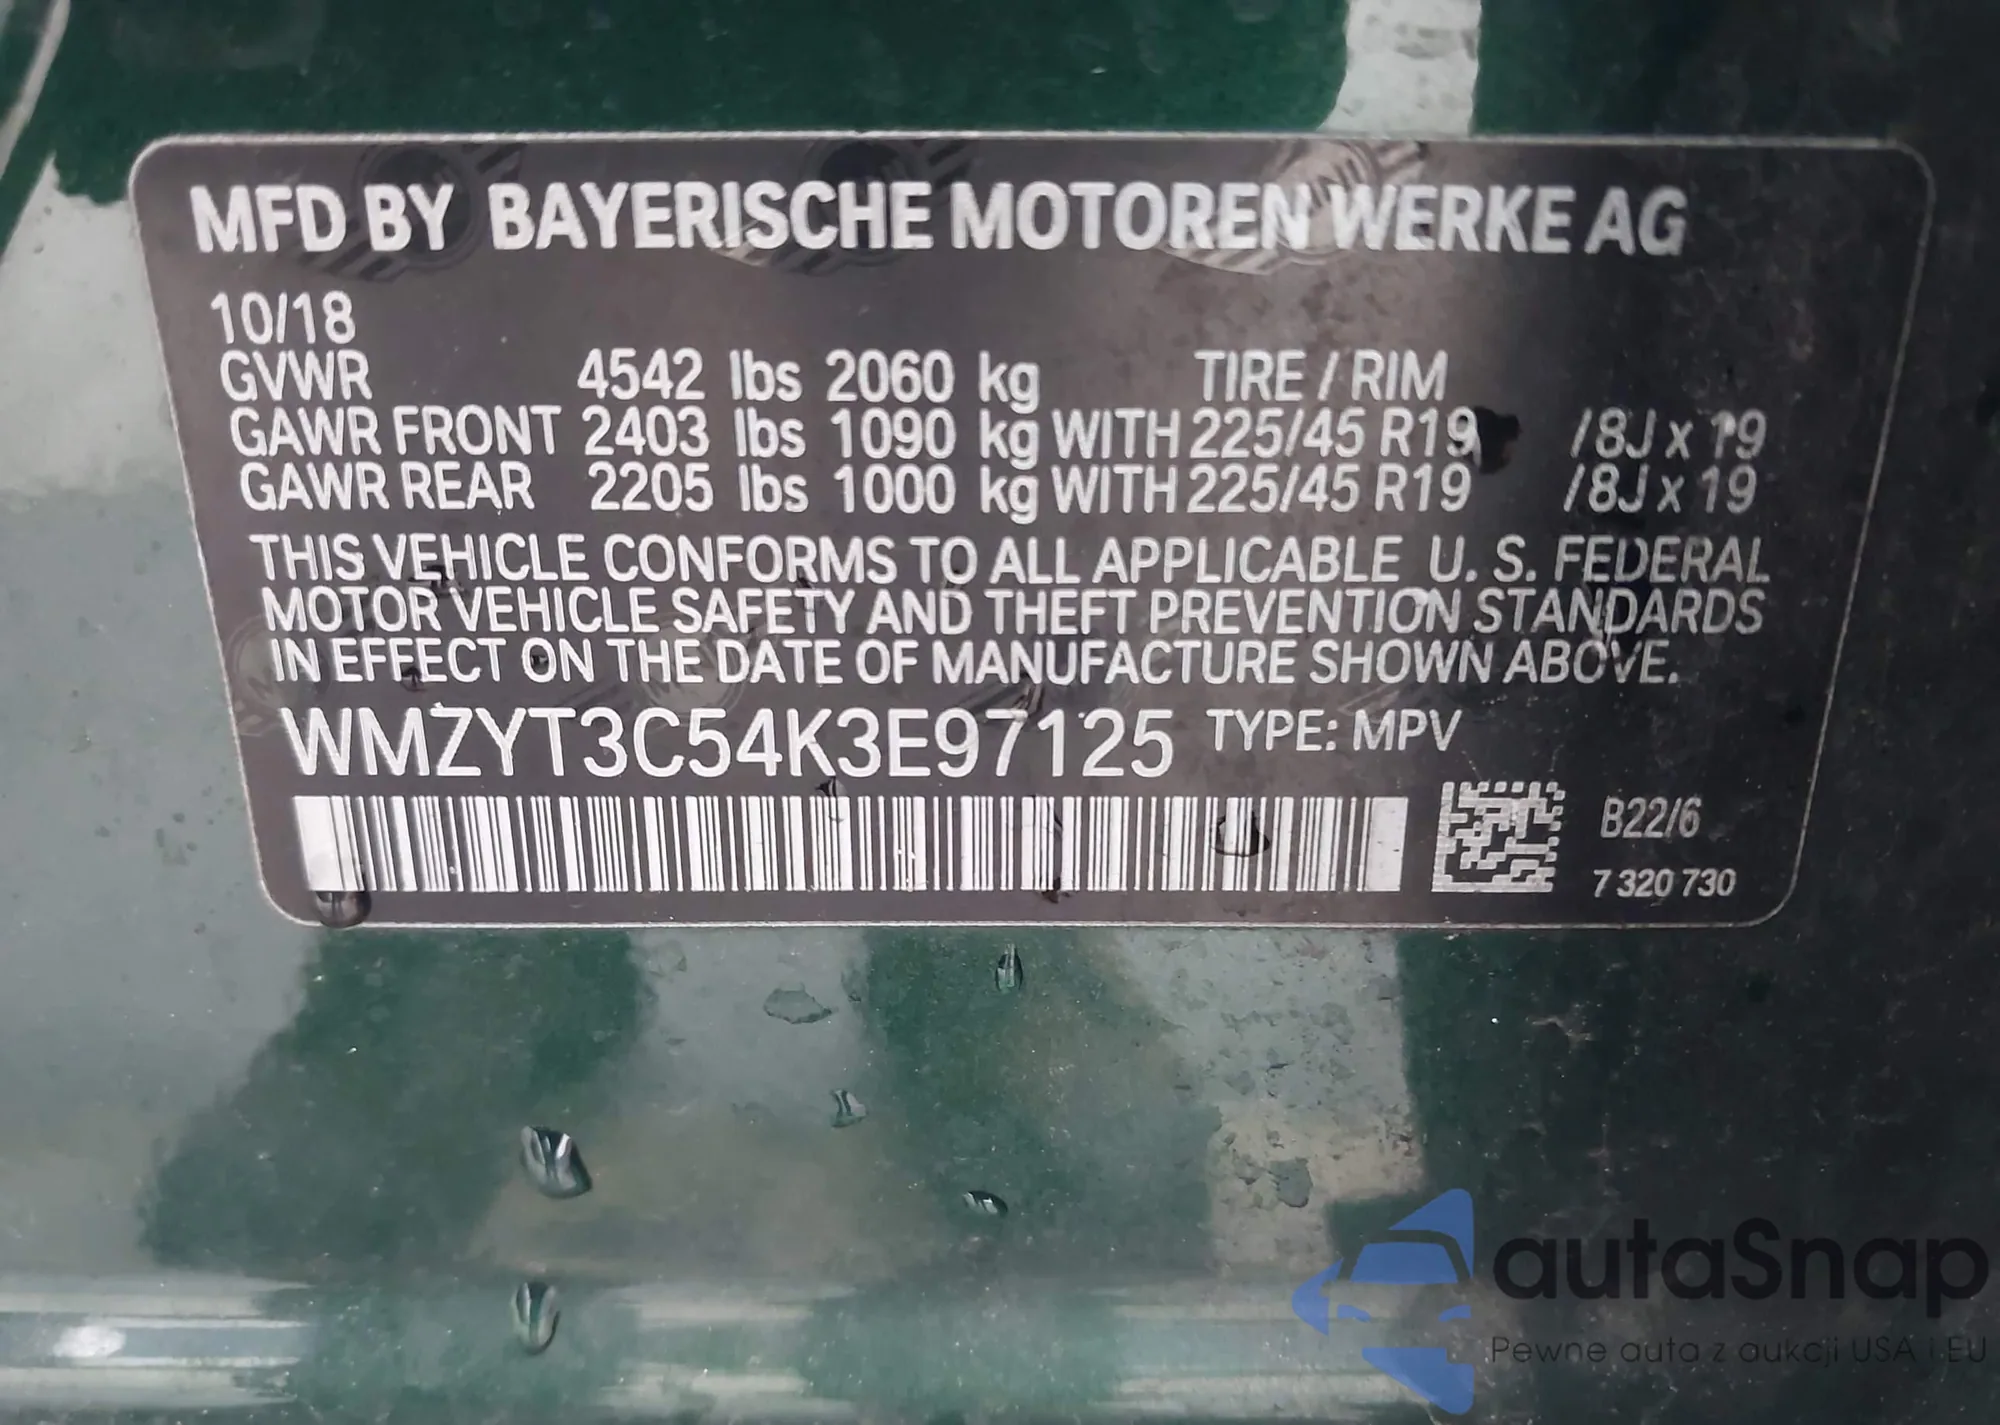 MFD BY BAYERISCHE MOTOREN WERKE AG
10/18
GVWR 4542 lbs 2060 kg TIRE / RIM
GAWR FRONT 2403 lbs 1090 kg WITH 225/45 R19 /8J x 19
GAWR REAR 2205 lbs 1000 kg WITH 225/45 R19 /8J x 19
THIS VEHICLE CONFORMS TO ALL APPLICABLE U. S. FEDERAL
MOTOR VEHICLE SAFETY AND THEFT PREVENTION STANDARDS
IN EFFECT ON THE DATE OF MANUFACTURE SHOWN ABOVE.
WMZYT3C54K3E97125 TYPE: MPV
B22/6
7 320 730
autaSnap
Pewne auta z aukcji USA i EU